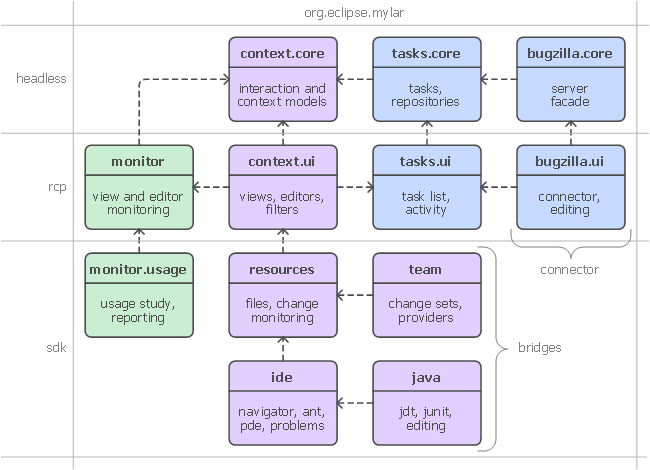 org.eclipse.mylar
headless
context.core
interaction and
context models
tasks.core
tasks,
repositories
bugzilla.core
server
facade
rcp
monitor
view and editor
monitoring
context.ui
views, editors,
filters
tasks.ui
task list,
activity
bugzilla.ui
connector,
editing
connector
sdk
monitor.usage
usage study,
reporting
resources
files, change
monitoring
team
change sets,
providers
bridges
ide
navigator, ant,
pde, problems
java
jdt, junit,
editing